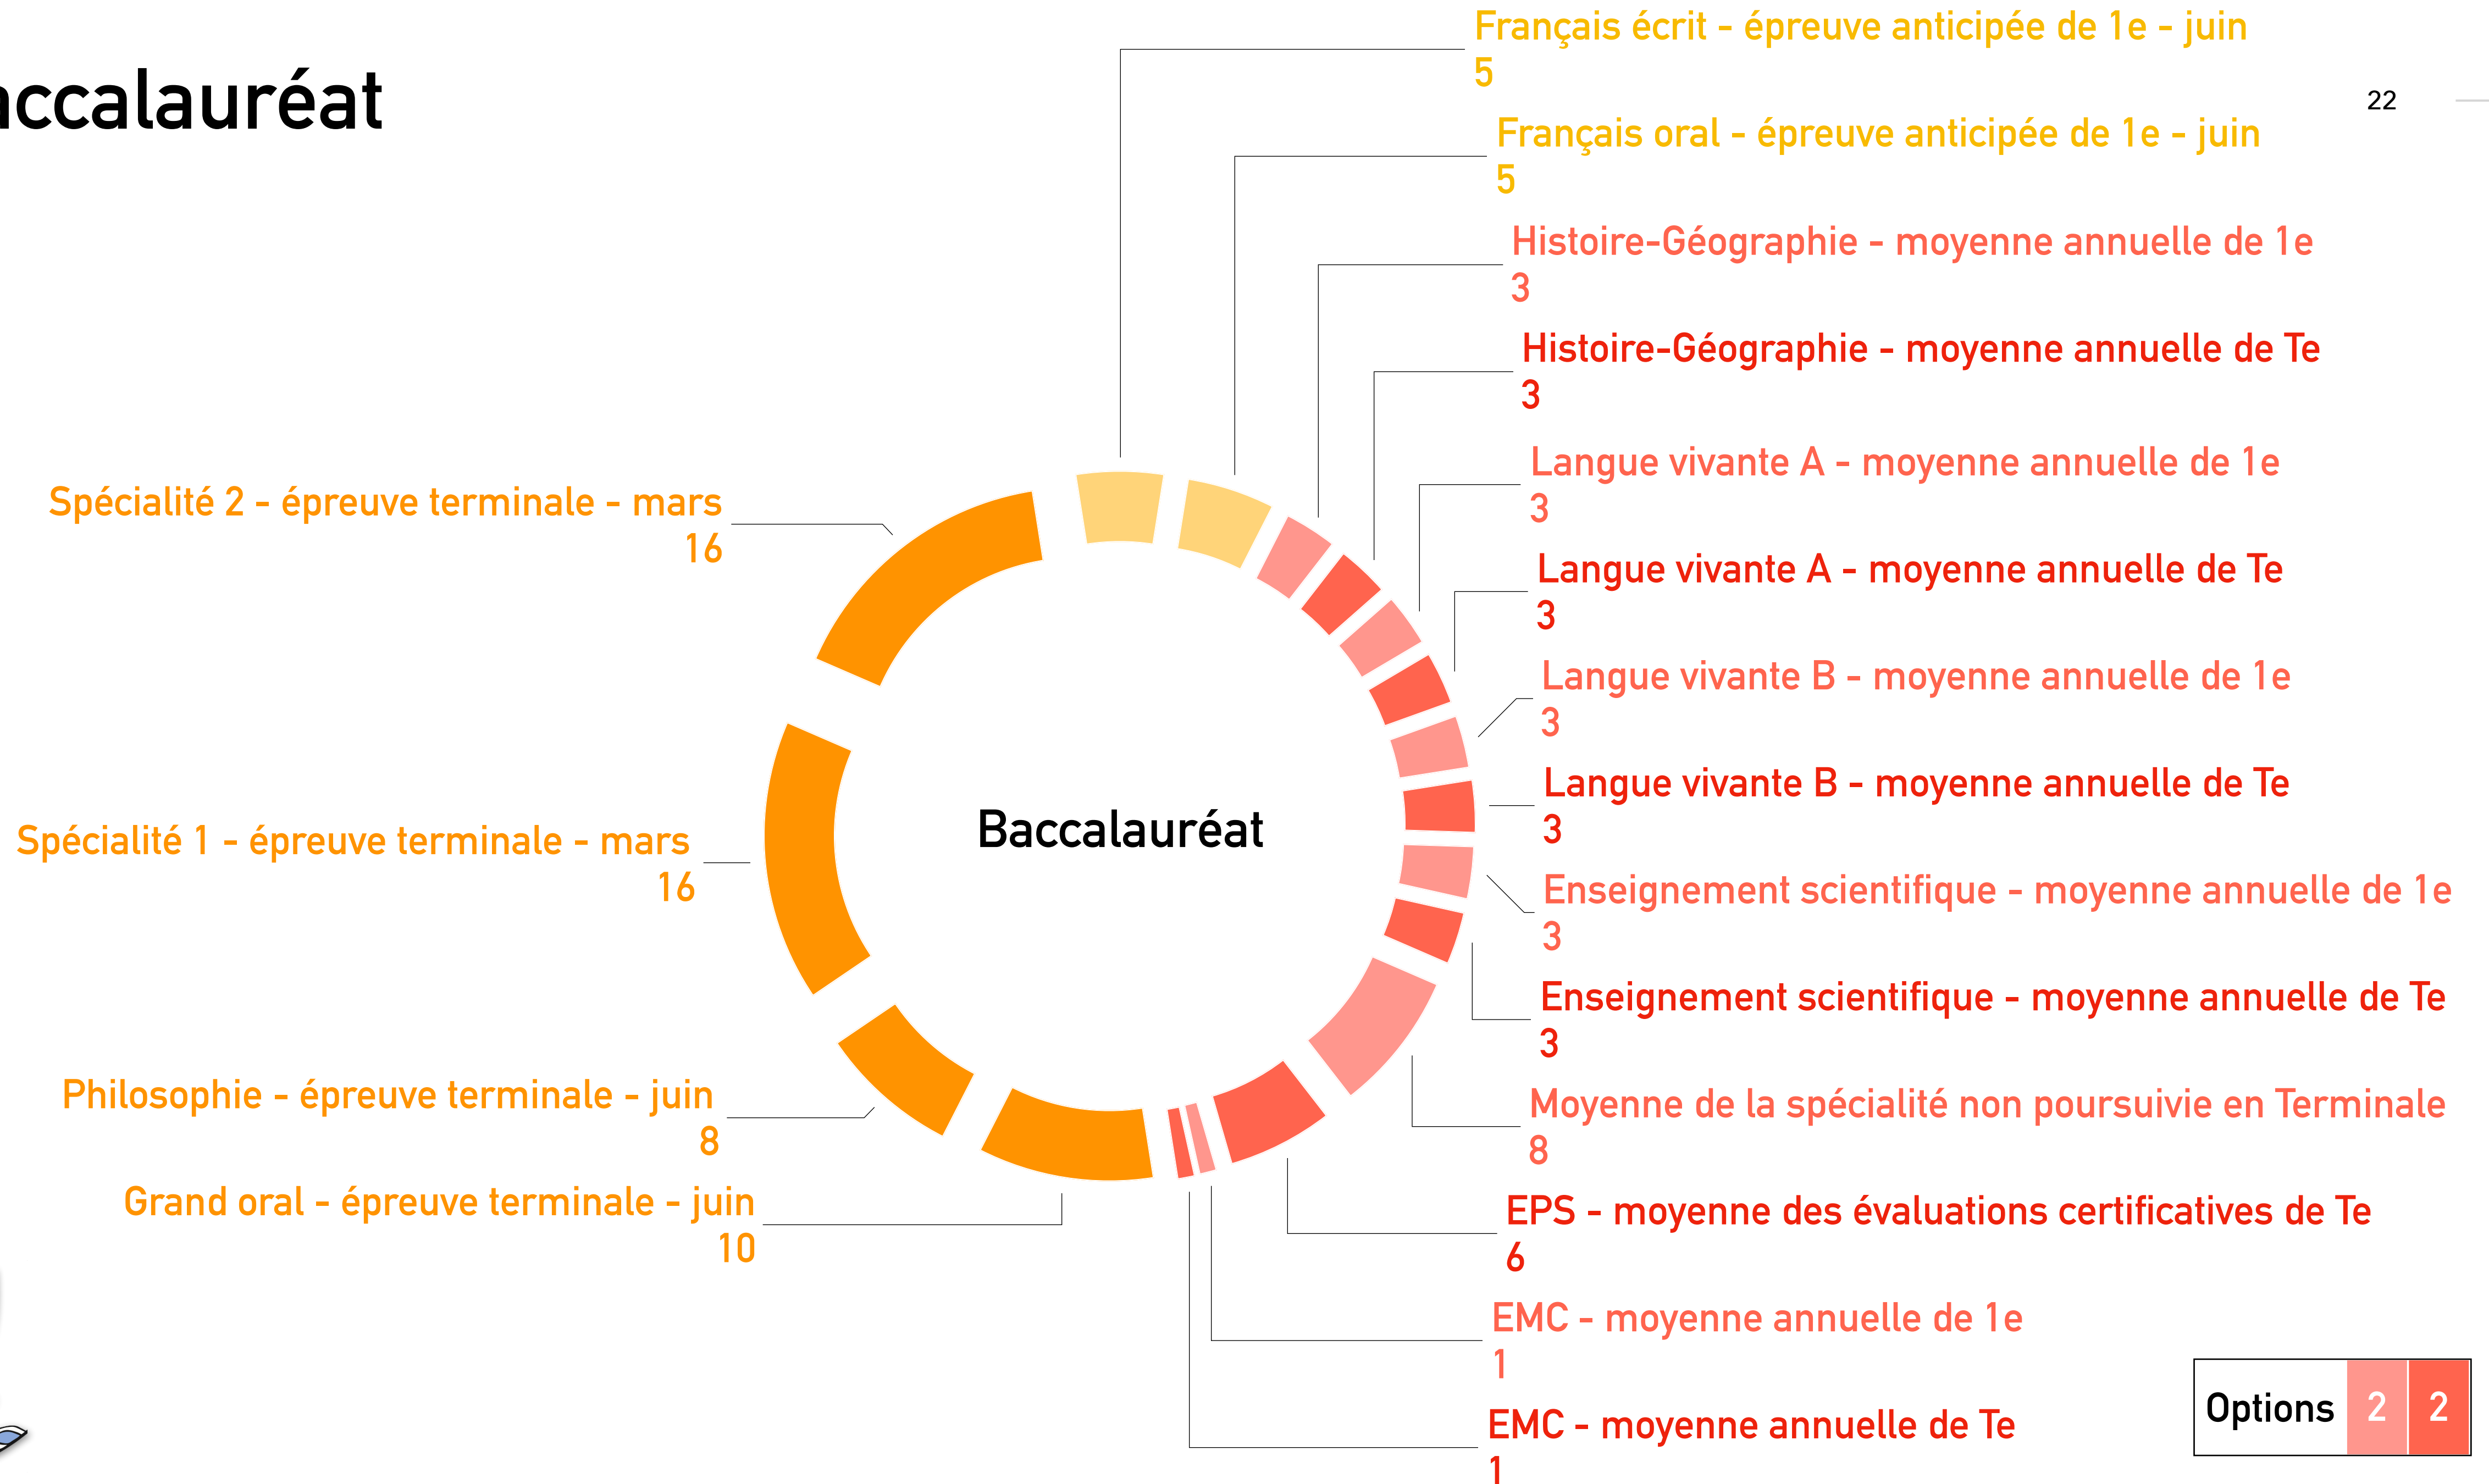 accalauréat
22
Français écrit - épreuve anticipée de 1e - juin
5
Français oral - épreuve anticipée de 1e - juin
5
Histoire-Géographie - moyenne annuelle de 1e
3
Histoire-Géographie - moyenne annuelle de Te
3
Langue vivante A - moyenne annuelle de 1e
3
Langue vivante A - moyenne annuelle de Te
3
Langue vivante B - moyenne annuelle de 1e
3
Langue vivante B - moyenne annuelle de Te
3
Enseignement scientifique - moyenne annuelle de 1e
3
Enseignement scientifique - moyenne annuelle de Te
3
Moyenne de la spécialité non poursuivie en Terminale
8
EPS - moyenne des évaluations certificatives de Te
6
EMC - moyenne annuelle de 1e
1
EMC - moyenne annuelle de Te
1
Spécialité 2 - épreuve terminale - mars
16
Spécialité 1 - épreuve terminale - mars
16
Philosophie - épreuve terminale - juin
8
Grand oral - épreuve terminale - juin
10
Baccalauréat
Options 2 2